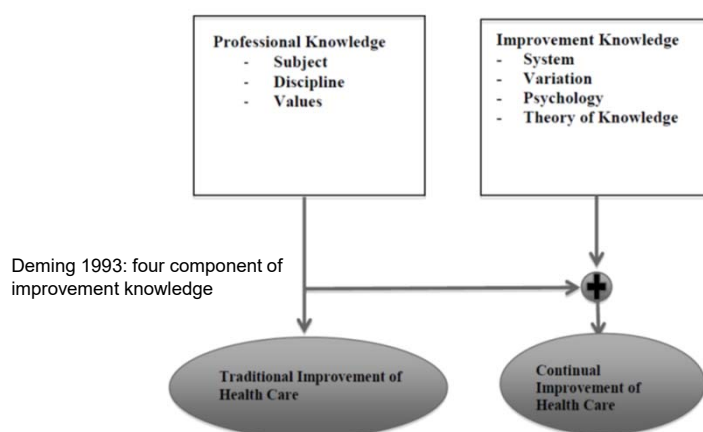 Professional Knowledge
- Subject
- Discipline
- Values
Improvement Knowledge
- System
- Variation
- Psychology
- Theory of Knowledge
Deming 1993: four component of
improvement knowledge
Traditional Improvement of
Health Care
Continual
Improvement of
Health Care